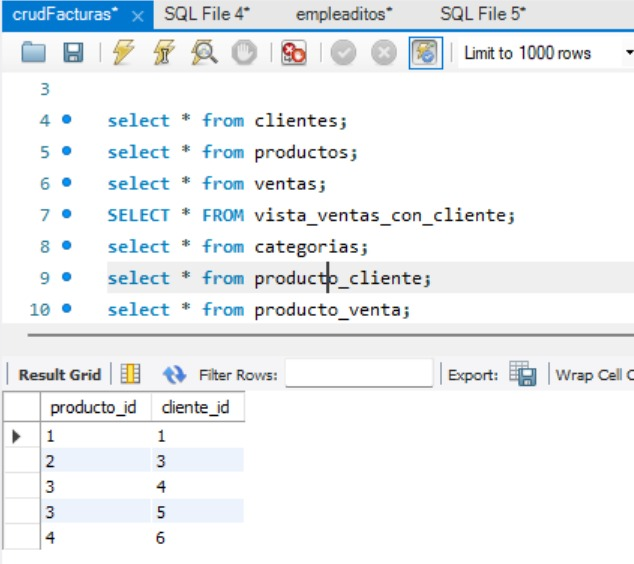 crudFacturas* SQL File 4* empleaditos* SQL File 5*
Limit to 1000 rows
3
4 select * from clientes;
5 select * from productos;
6 select * from ventas;
7 SELECT * FROM vista_ventas_con_cliente;
8 select * from categorias;
9 select * from producto_cliente;
10 select * from producto_venta;
Result Grid Filter Rows: Export: Wrap Cell C
producto_id cliente_id
1 1
2 3
3 4
3 5
4 6